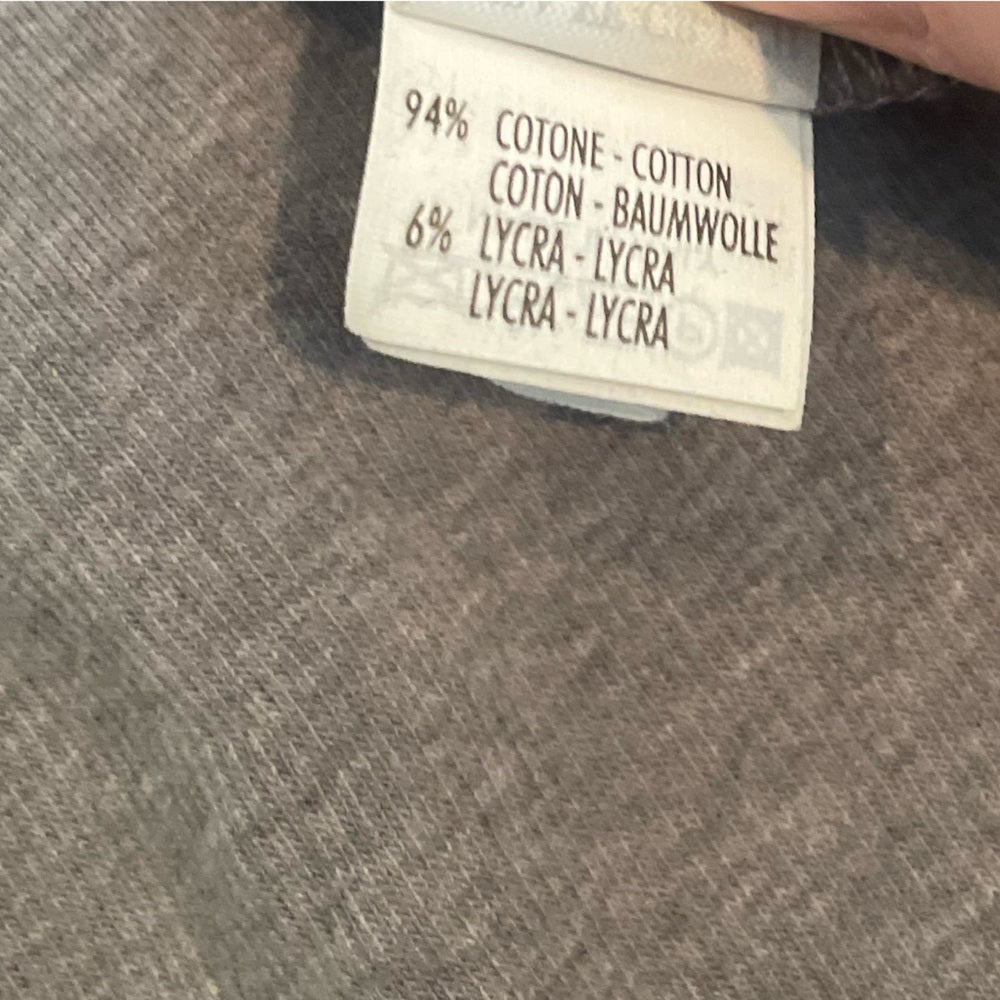 94% COTONE - COTTON
COTON - BAUMWOLLE
6% LYCRA - LYCRA
LYCRA - LYCRA